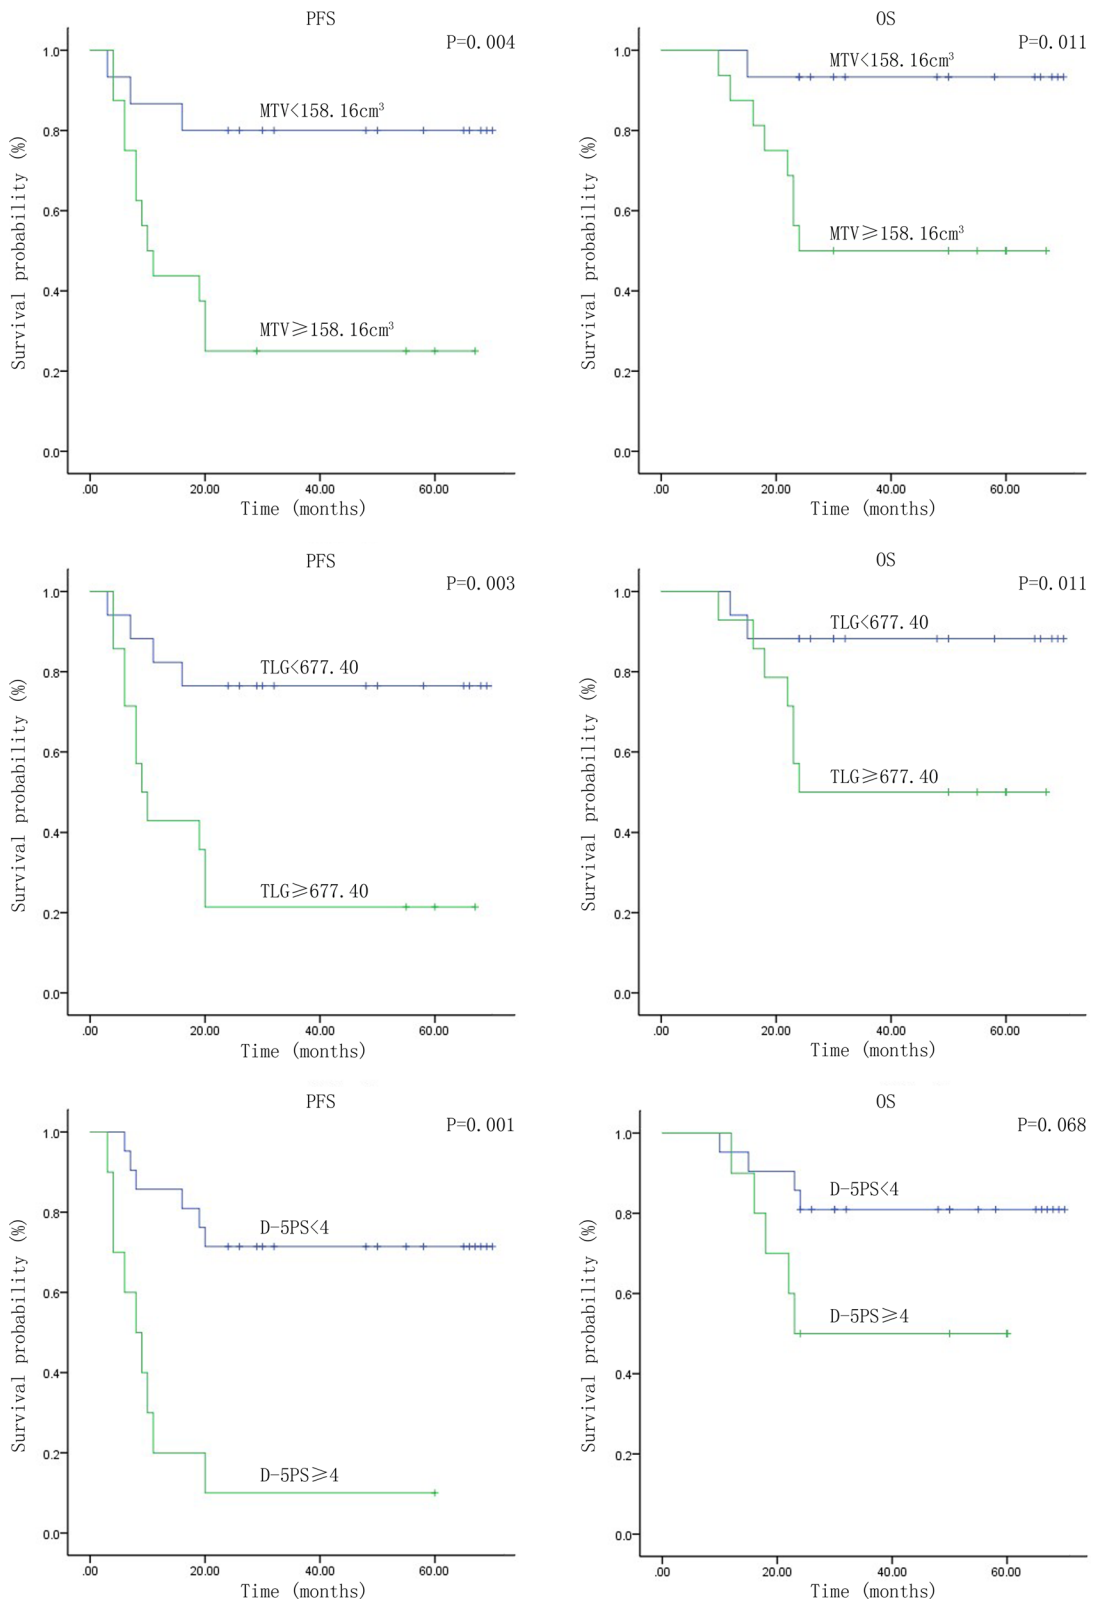 PFS
P=0.004
Survival probability (%)
1.0
0.8
0.6
0.4
0.2
0.0
MTV<158.16cm³
MTV≥158.16cm³
.00
20.00
40.00
60.00
Time (months)
OS
P=0.011
Survival probability (%)
1.0
0.8
0.6
0.4
0.2
0.0
MTV<158.16cm³
MTV≥158.16cm³
.00
20.00
40.00
60.00
Time (months)
PFS
P=0.003
Survival probability (%)
1.0
0.8
0.6
0.4
0.2
0.0
TLG<677.40
TLG≥677.40
.00
20.00
40.00
60.00
Time (months)
OS
P=0.011
Survival probability (%)
1.0
0.8
0.6
0.4
0.2
0.0
TLG<677.40
TLG≥677.40
.00
20.00
40.00
60.00
Time (months)
PFS
P=0.001
Survival probability (%)
1.0
0.8
0.6
0.4
0.2
0.0
D-5PS<4
D-5PS≥4
.00
20.00
40.00
60.00
Time (months)
OS
P=0.068
Survival probability (%)
1.0
0.8
0.6
0.4
0.2
0.0
D-5PS<4
D-5PS≥4
.00
20.00
40.00
60.00
Time (months)